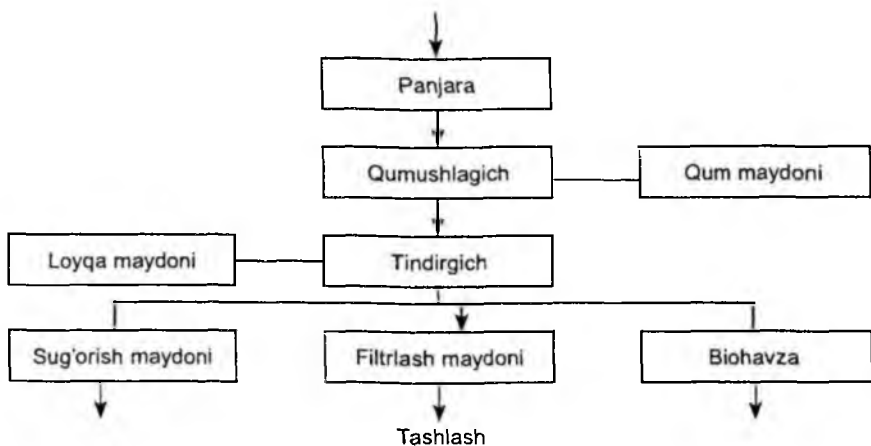 Panjara
Qumushlagich
Qum maydoni
Loyqa maydoni
Tindirgich
Sug'orish maydoni
Filtrlash maydoni
Biohavza
Tashlash